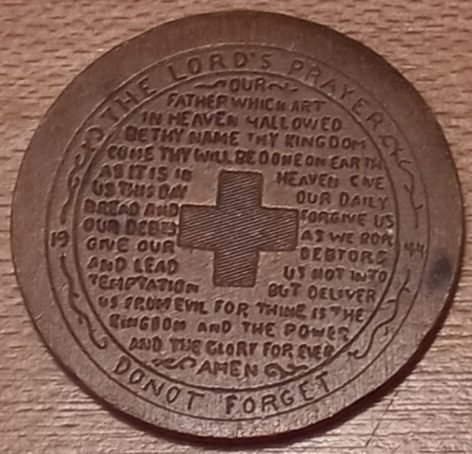 THE LORD'S PRAYER
OUR
FATHER WHICH ART
IN HEAVEN HALLOWED
BE THY NAME THY KINGDOM
COME THY WILL BE DONE ON EARTH
AS IT IS IN HEAVEN GIVE
US THIS DAY OUR DAILY
BREAD AND FORGIVE US
OUR DEBTS AS WE FOR
GIVE OUR DEBTORS
AND LEAD US NOT INTO
TEMPTATION BUT DELIVER
US FROM EVIL FOR THINE IS THE
KINGDOM AND THE POWER
AND THE GLORY FOR EVER
AMEN
19 44
DO NOT FORGET